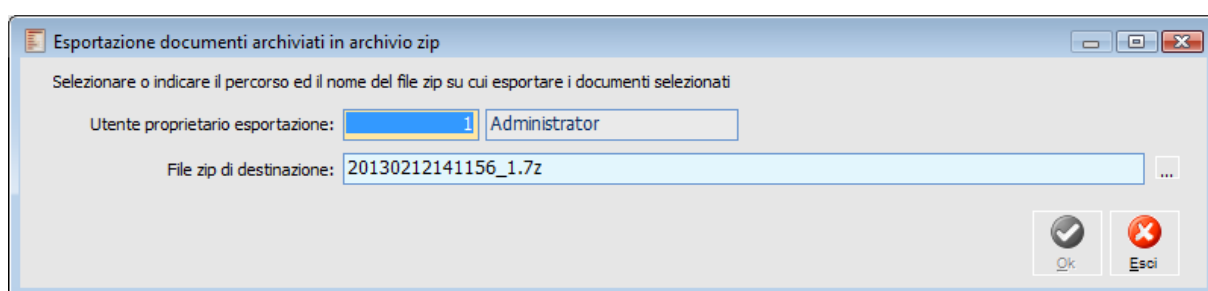 Esportazione documenti archiviati in archivio zip
Selezionare o indicare il percorso ed il nome del file zip su cui esportare i documenti selezionati
Utente proprietario esportazione: 1 Administrator
File zip di destinazione: 20130212141156_1.7z ...
Ok Esci